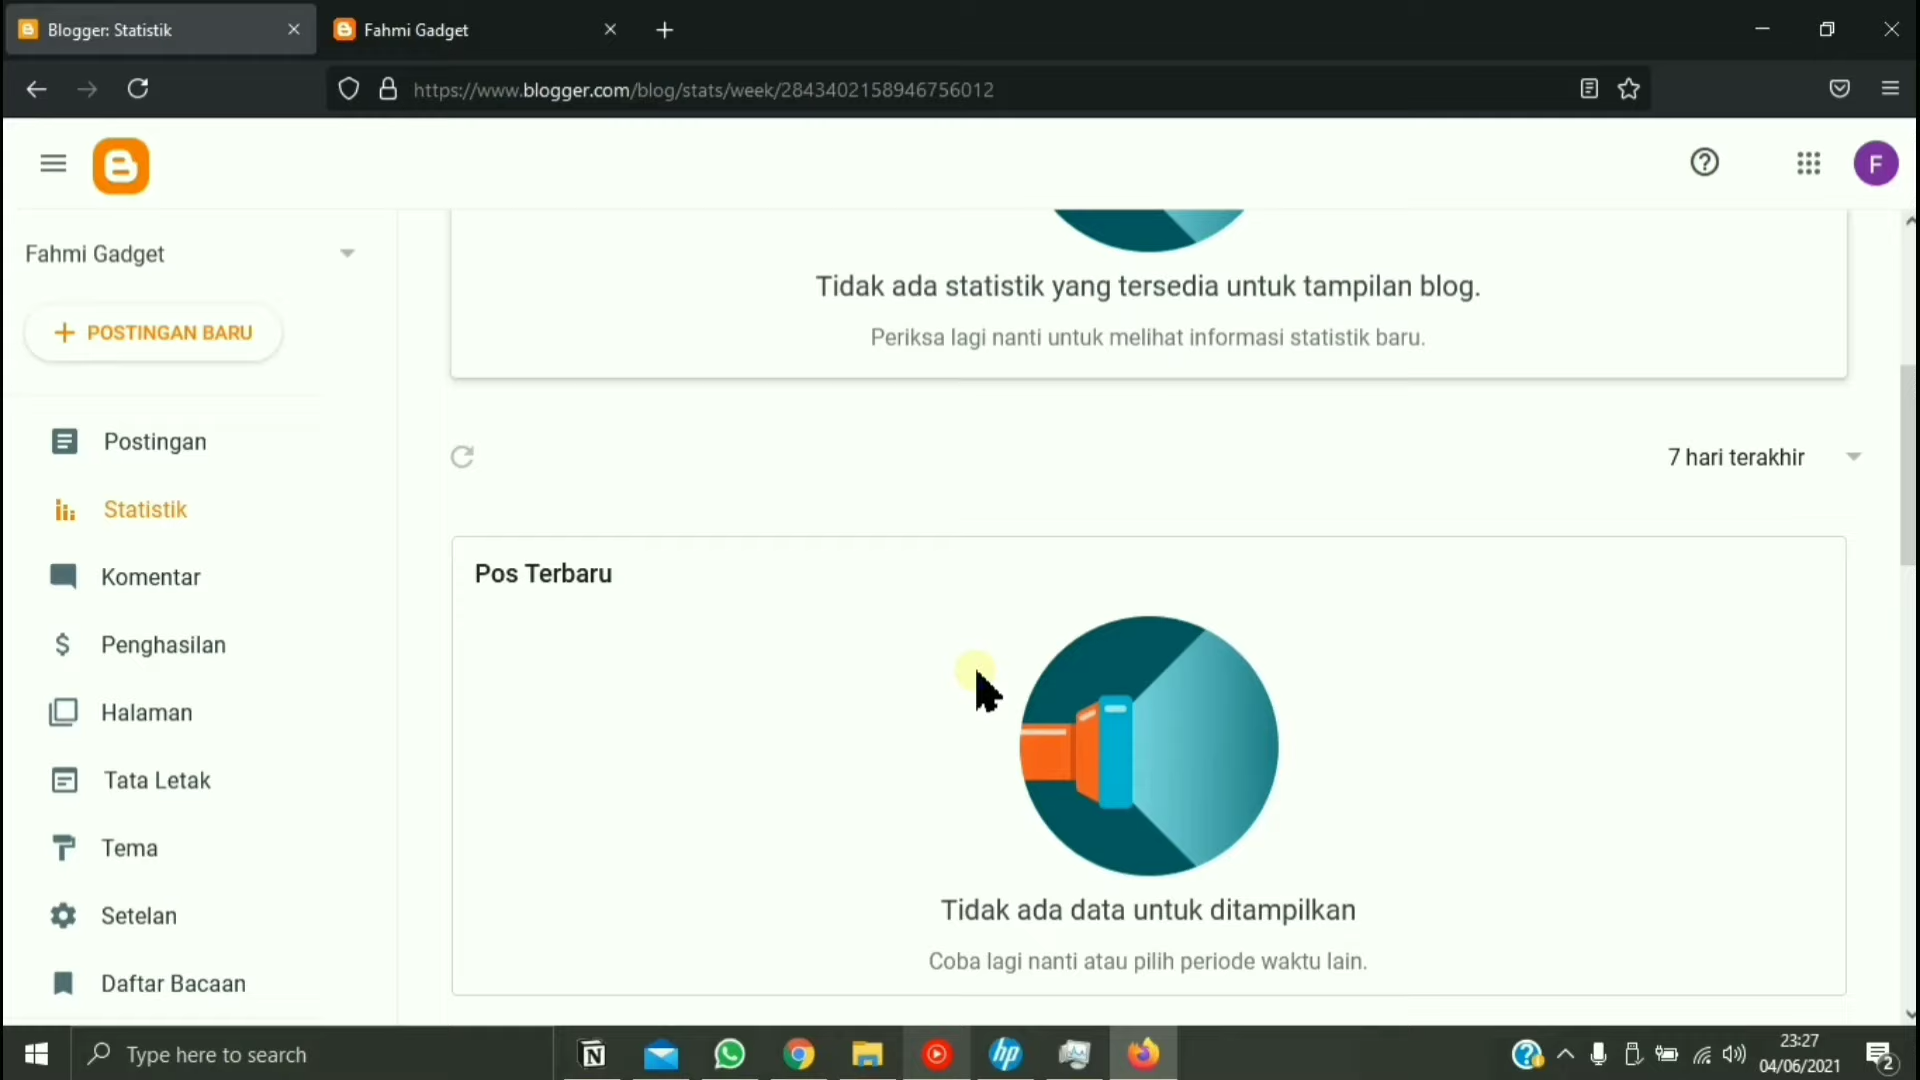 Blogger: Statistik
Fahmi Gadget
https://www.blogger.com/blog/stats/week/2843402158946756012
F
Fahmi Gadget
POSTINGAN BARU
Postingan
Statistik
Komentar
Penghasilan
Halaman
Tata Letak
Tema
Setelan
Daftar Bacaan
Tidak ada statistik yang tersedia untuk tampilan blog.
Periksa lagi nanti untuk melihat informasi statistik baru.
7 hari terakhir
Pos Terbaru
Tidak ada data untuk ditampilkan
Coba lagi nanti atau pilih periode waktu lain.
Type here to search
N
hp
23:27
04/06/2021
2